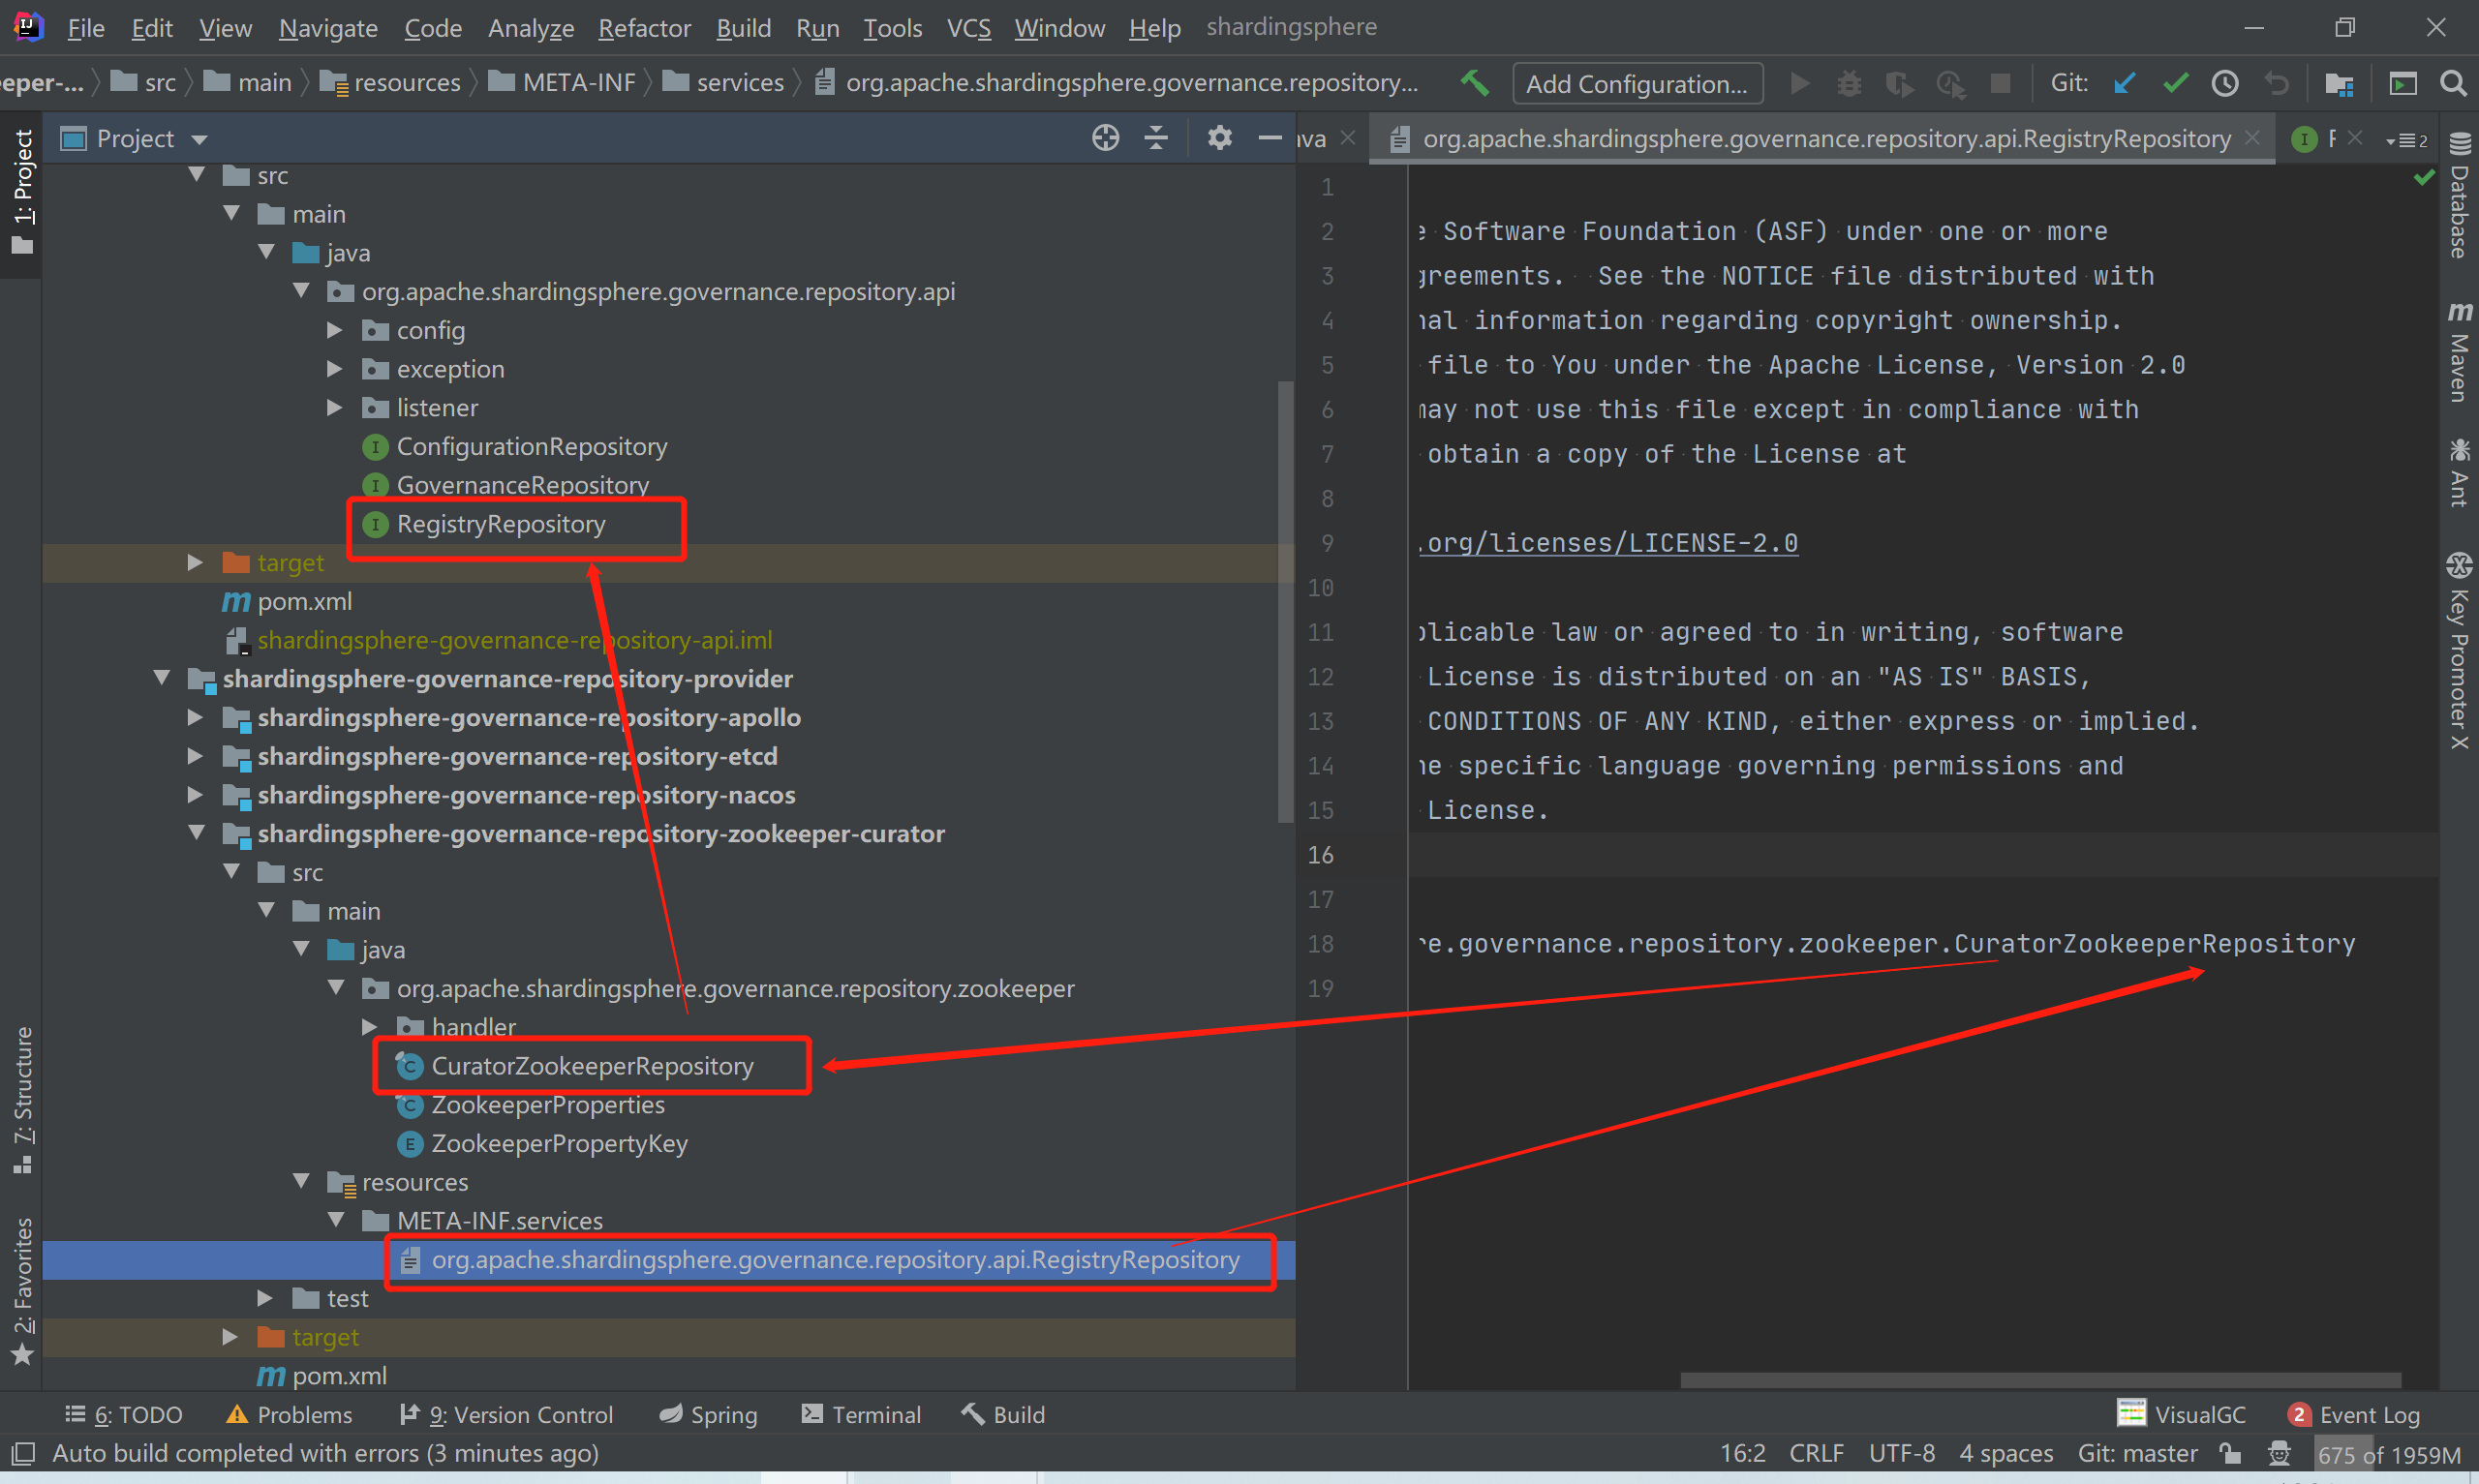 File Edit View Navigate Code Analyze Refactor Build Run Tools VCS Window Help shardingsphere
eper-... src main resources META-INF services org.apache.shardingsphere.governance.repository... Add Configuration... Git:
Project
va org.apache.shardingsphere.governance.repository.api.RegistryRepository 2
1: Project
7: Structure
2: Favorites
src
main
java
org.apache.shardingsphere.governance.repository.api
config
exception
listener
ConfigurationRepository
GovernanceRepository
RegistryRepository
target
pom.xml
shardingsphere-governance-repository-api.iml
shardingsphere-governance-repository-provider
shardingsphere-governance-repository-apollo
shardingsphere-governance-repository-etcd
shardingsphere-governance-repository-nacos
shardingsphere-governance-repository-zookeeper-curator
src
main
java
org.apache.shardingsphere.governance.repository.zookeeper
handler
CuratorZookeeperRepository
ZookeeperProperties
ZookeeperPropertyKey
resources
META-INF.services
org.apache.shardingsphere.governance.repository.api.RegistryRepository
test
target
pom.xml
1
2 e Software Foundation (ASF) under one or more
3 greements. See the NOTICE file distributed with
4 nal information regarding copyright ownership.
5 file to You under the Apache License, Version 2.0
6 may not use this file except in compliance with
7 obtain a copy of the License at
8
9 .org/licenses/LICENSE-2.0
10
11 plicable law or agreed to in writing, software
12 License is distributed on an "AS IS" BASIS,
13 CONDITIONS OF ANY KIND, either express or implied.
14 he specific language governing permissions and
15 License.
16
17
18 re.governance.repository.zookeeper.CuratorZookeeperRepository
19
Database
Maven
Ant
Key Promoter X
6: TODO Problems 9: Version Control Spring Terminal Build VisualGC 2 Event Log
Auto build completed with errors (3 minutes ago) 16:2 CRLF UTF-8 4 spaces Git: master 675 of 1959M